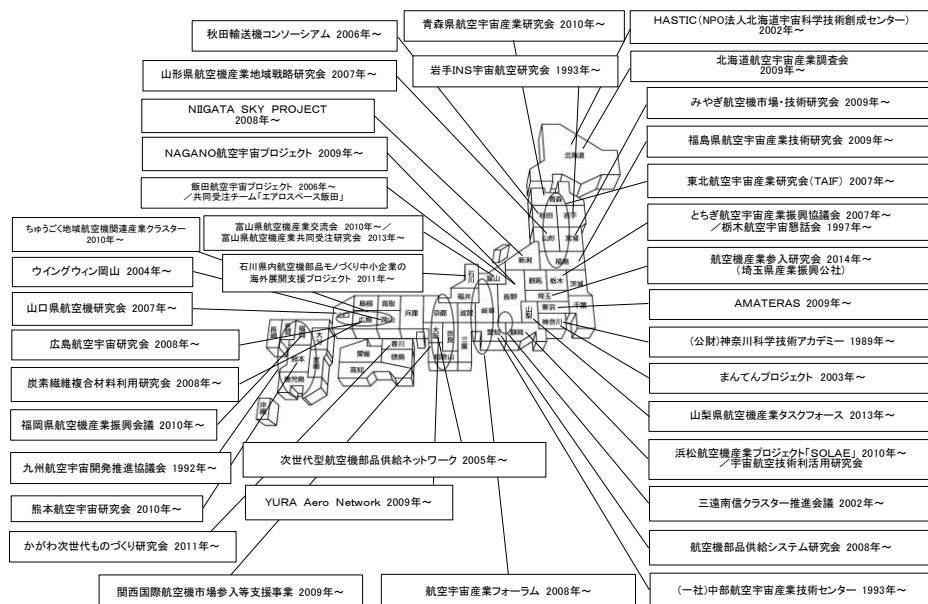 青森県航空宇宙産業研究会 2010年～
HASTIC(NPO法人北海道宇宙科学技術創成センター)
2002年～
秋田輸送機コンソーシアム 2006年～
岩手INS宇宙航空研究会 1993年～
北海道航空宇宙産業調査会
2009年～
山形県航空機産業地域戦略研究会 2007年～
みやぎ航空機市場・技術研究会 2009年～
NIIGATA SKY PROJECT
2008年～
福島県航空宇宙産業技術研究会 2009年～
NAGANO航空宇宙プロジェクト 2009年～
東北航空宇宙産業研究会(TAIF) 2007年～
飯田航空宇宙プロジェクト 2006年～
／共同受注チーム「エアロスペース飯田」
とちぎ航空宇宙産業振興協議会 2007年～
／栃木航空宇宙懇話会 1997年～
ちゅうごく地域航空機関連産業クラスター
2010年～
富山県航空機産業交流会 2010年～／
富山県航空機産業共同受注研究会 2013年～
航空機産業参入研究会 2014年～
(埼玉県産業振興公社)
ウイングウィン岡山 2004年～
石川県内航空機部品モノづくり中小企業の
海外展開支援プロジェクト 2011年～
AMATERAS 2009年～
山口県航空機研究会 2007年～
(公財)神奈川科学技術アカデミー 1989年～
広島航空宇宙研究会 2008年～
まんてんプロジェクト 2003年～
炭素繊維複合材料利用研究会 2008年～
山梨県航空機産業タスクフォース 2013年～
福岡県航空機産業振興会議 2010年～
浜松航空機産業プロジェクト「SOLAE」 2010年～
／宇宙航空技術利活用研究会
九州航空宇宙開発推進協議会 1992年～
次世代型航空機部品供給ネットワーク 2005年～
三遠南信クラスター推進会議 2002年～
熊本航空宇宙研究会 2010年～
YURA Aero Network 2009年～
かがわ次世代ものづくり研究会 2011年～
航空機部品供給システム研究会 2008年～
関西国際航空機市場参入等支援事業 2009年～
航空宇宙産業フォーラム 2008年～
(一社)中部航空宇宙産業技術センター 1993年～
北海道
青森
秋田
岩手
山形
宮城
福島
新潟
群馬
栃木
茨城
埼玉
東京
千葉
神奈川
山梨
長野
静岡
愛知
岐阜
富山
石川
福井
滋賀
三重
京都
奈良
大阪
和歌山
兵庫
鳥取
岡山
島根
広島
山口
香川
徳島
愛媛
高知
福岡
長崎
大分
熊本
鹿児島
沖縄